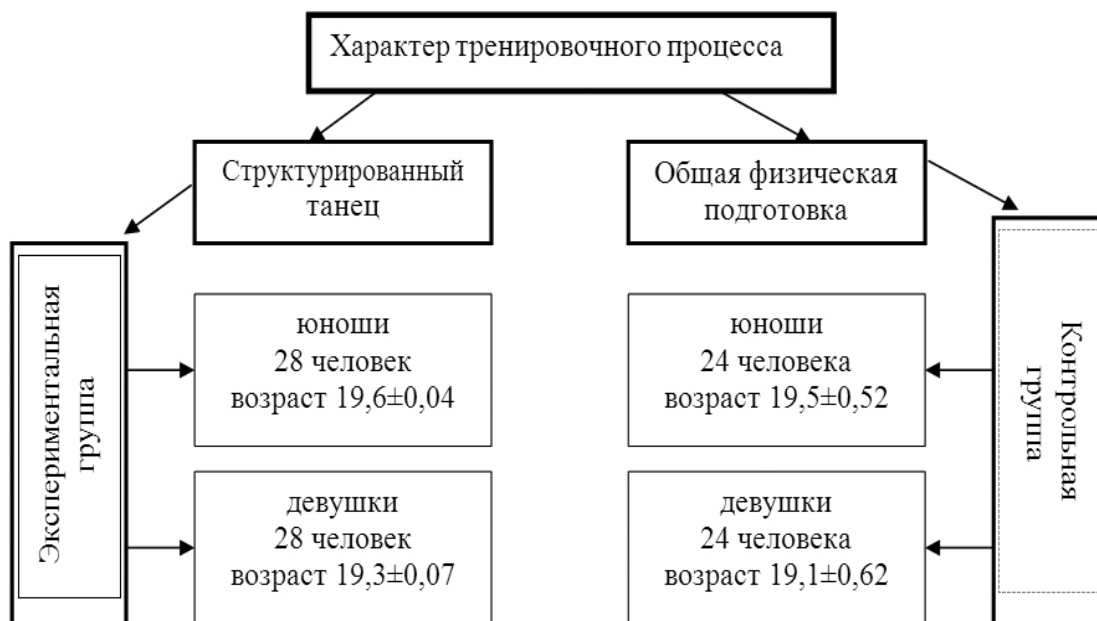 Характер тренировочного процесса
Структурированный
танец
Общая физическая
подготовка
Экспериментальная
группа
юноши
28 человек
возраст 19,6±0,04
юноши
24 человека
возраст 19,5±0,52
Контрольная
группа
девушки
28 человек
возраст 19,3±0,07
девушки
24 человека
возраст 19,1±0,62